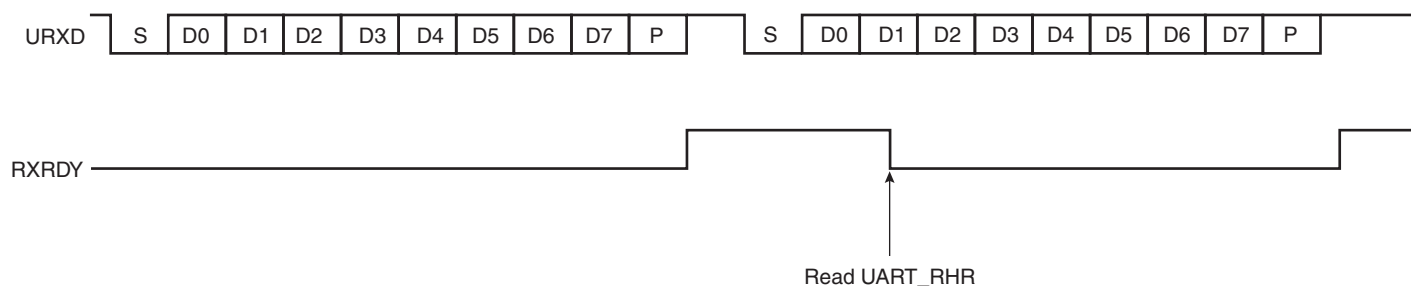 URXD S D0 D1 D2 D3 D4 D5 D6 D7 P S D0 D1 D2 D3 D4 D5 D6 D7 P
RXRDY
Read UART_RHR